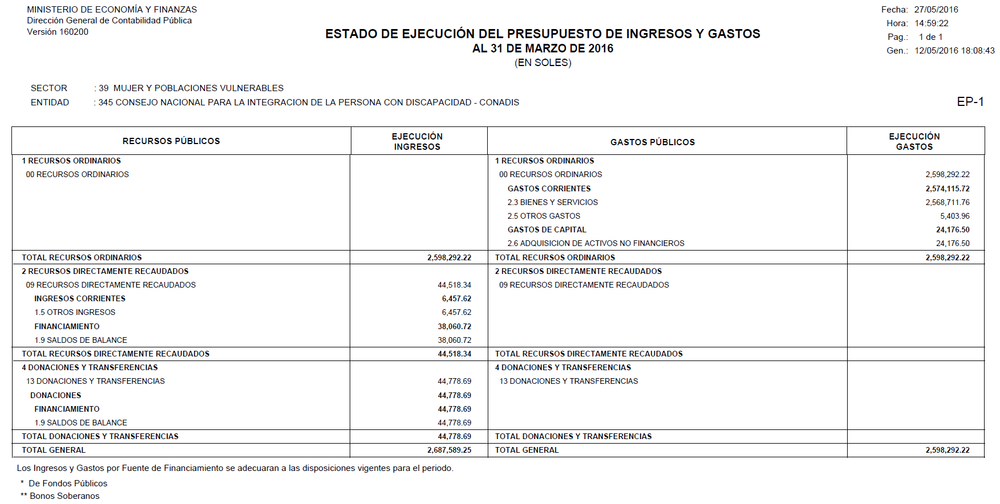 MINISTERIO DE ECONOMÍA Y FINANZAS
Dirección General de Contabilidad Pública
Versión 160200
Fecha: 27/05/2016
Hora: 14:59:22
Pag.: 1 de 1
Gen.: 12/05/2016 18:08:43
ESTADO DE EJECUCIÓN DEL PRESUPUESTO DE INGRESOS Y GASTOS
AL 31 DE MARZO DE 2016
(EN SOLES)
SECTOR : 39 MUJER Y POBLACIONES VULNERABLES
ENTIDAD : 345 CONSEJO NACIONAL PARA LA INTEGRACION DE LA PERSONA CON DISCAPACIDAD - CONADIS
EP-1
RECURSOS PÚBLICOS EJECUCIÓN INGRESOS GASTOS PÚBLICOS EJECUCIÓN GASTOS
1 RECURSOS ORDINARIOS 1 RECURSOS ORDINARIOS
00 RECURSOS ORDINARIOS 00 RECURSOS ORDINARIOS 2,598,292.22
GASTOS CORRIENTES 2,574,115.72
2.3 BIENES Y SERVICIOS 2,568,711.76
2.5 OTROS GASTOS 5,403.96
GASTOS DE CAPITAL 24,176.50
2.6 ADQUISICION DE ACTIVOS NO FINANCIEROS 24,176.50
TOTAL RECURSOS ORDINARIOS 2,598,292.22 TOTAL RECURSOS ORDINARIOS 2,598,292.22
2 RECURSOS DIRECTAMENTE RECAUDADOS 2 RECURSOS DIRECTAMENTE RECAUDADOS
09 RECURSOS DIRECTAMENTE RECAUDADOS 44,518.34 09 RECURSOS DIRECTAMENTE RECAUDADOS
INGRESOS CORRIENTES 6,457.62
1.5 OTROS INGRESOS 6,457.62
FINANCIAMIENTO 38,060.72
1.9 SALDOS DE BALANCE 38,060.72
TOTAL RECURSOS DIRECTAMENTE RECAUDADOS 44,518.34 TOTAL RECURSOS DIRECTAMENTE RECAUDADOS
4 DONACIONES Y TRANSFERENCIAS 4 DONACIONES Y TRANSFERENCIAS
13 DONACIONES Y TRANSFERENCIAS 44,778.69 13 DONACIONES Y TRANSFERENCIAS
DONACIONES 44,778.69
FINANCIAMIENTO 44,778.69
1.9 SALDOS DE BALANCE 44,778.69
TOTAL DONACIONES Y TRANSFERENCIAS 44,778.69 TOTAL DONACIONES Y TRANSFERENCIAS
TOTAL GENERAL 2,687,589.25 TOTAL GENERAL 2,598,292.22
Los Ingresos y Gastos por Fuente de Financiamiento se adecuaran a las disposiciones vigentes para el periodo.
* De Fondos Públicos
** Bonos Soberanos